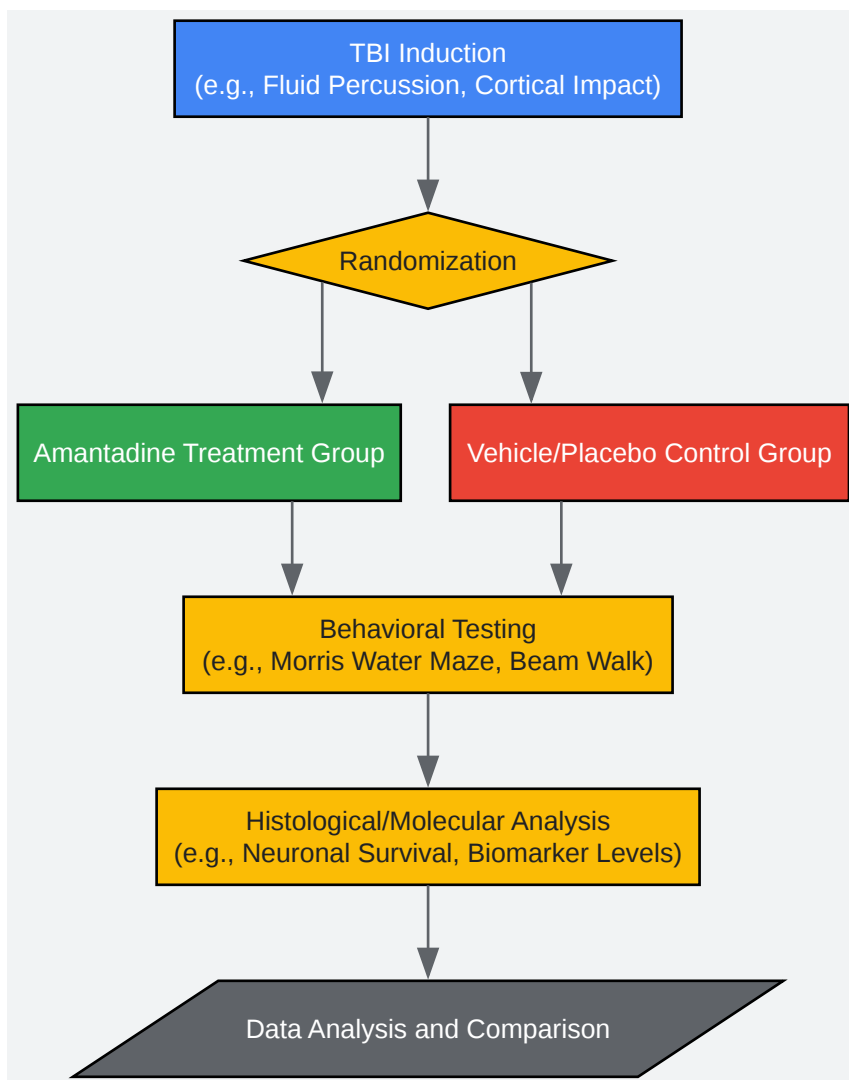 TBI Induction
(e.g., Fluid Percussion, Cortical Impact)
Randomization
Amantadine Treatment Group
Vehicle/Placebo Control Group
Behavioral Testing
(e.g., Morris Water Maze, Beam Walk)
Histological/Molecular Analysis
(e.g., Neuronal Survival, Biomarker Levels)
Data Analysis and Comparison